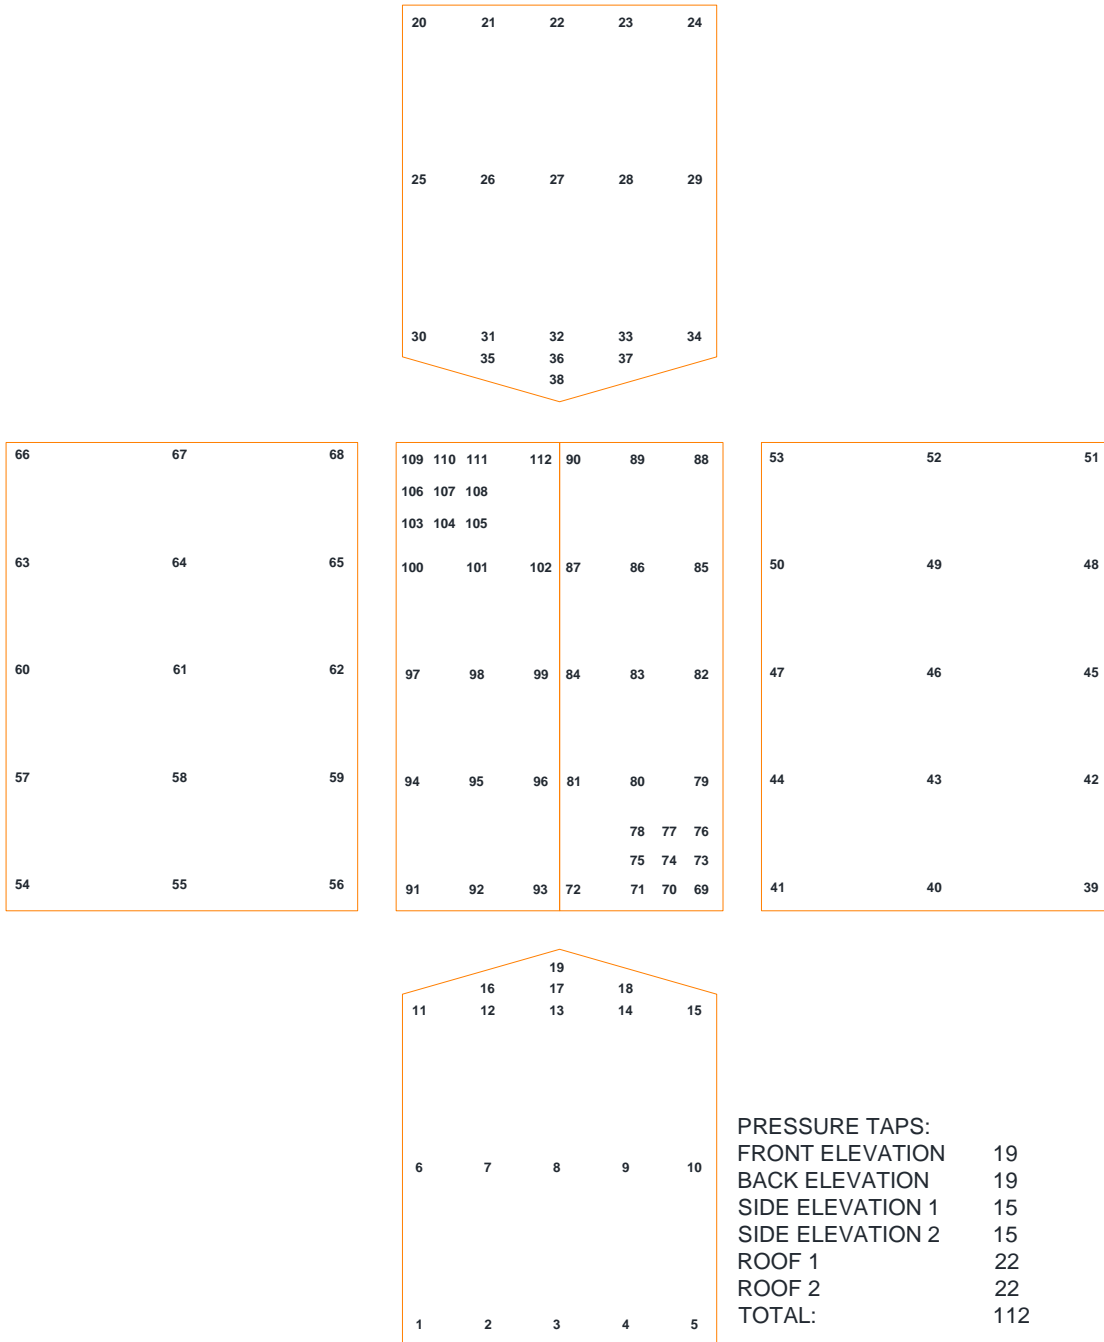 20 21 22 23 24
25 26 27 28 29
30 31 32 33 34
35 36 37
38
66 67 68
63 64 65
60 61 62
57 58 59
54 55 56
109 110 111 112 90 89 88
106 107 108
103 104 105
100 101 102 87 86 85
97 98 99 84 83 82
94 95 96 81 80 79
78 77 76
75 74 73
91 92 93 72 71 70 69
53 52 51
50 49 48
47 46 45
44 43 42
41 40 39
19
16 17 18
11 12 13 14 15
6 7 8 9 10
1 2 3 4 5
PRESSURE TAPS:
FRONT ELEVATION 19
BACK ELEVATION 19
SIDE ELEVATION 1 15
SIDE ELEVATION 2 15
ROOF 1 22
ROOF 2 22
TOTAL: 112